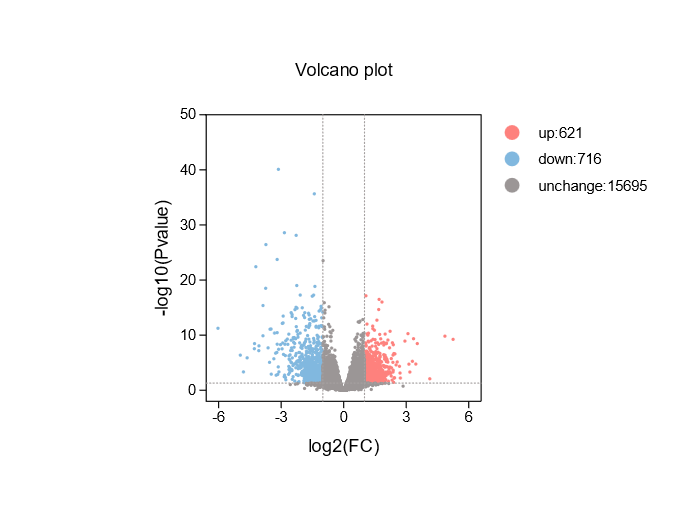 Volcano plot
50
40
30
20
10
0
-log10(Pvalue)
-6
-3
0
3
6
log2(FC)
up:621
down:716
unchange:15695